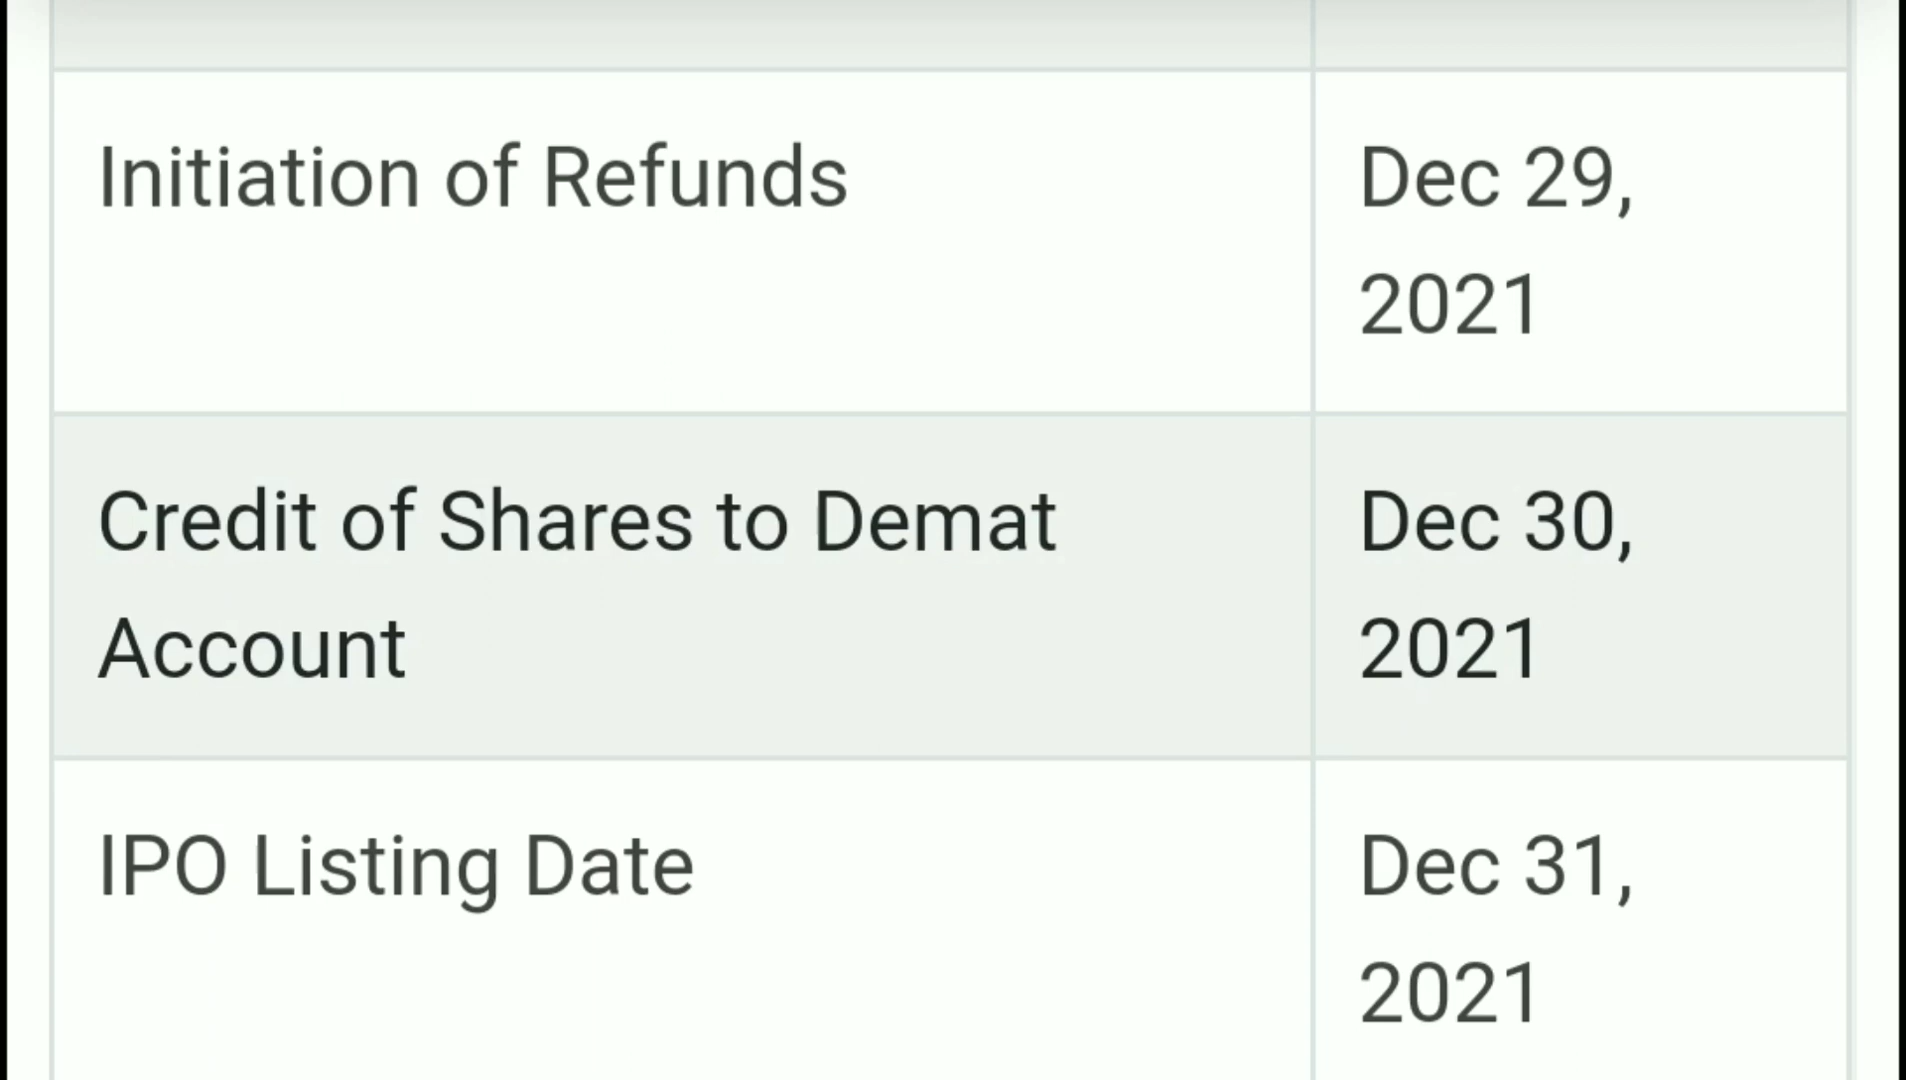 Initiation of Refunds
Dec 29,
2021
Credit of Shares to Demat
Account
Dec 30,
2021
IPO Listing Date
Dec 31,
2021